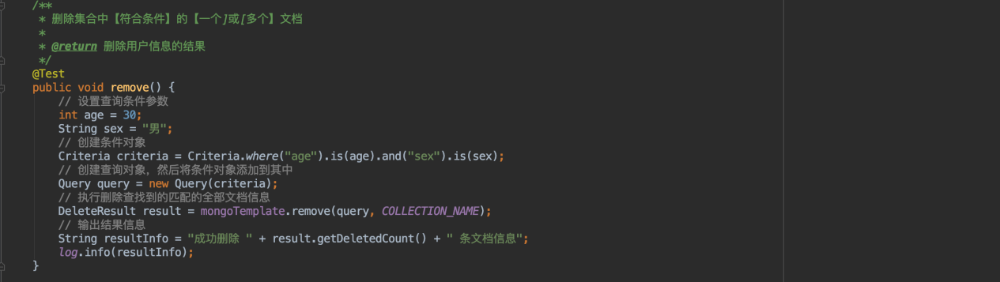 /**
 * 删除集合中【符合条件】的【一个]或[多个】文档
 *
 * @return 删除用户信息的结果
 */
@Test
public void remove() {
    // 设置查询条件参数
    int age = 30;
    String sex = "男";
    // 创建条件对象
    Criteria criteria = Criteria.where("age").is(age).and("sex").is(sex);
    // 创建查询对象，然后将条件对象添加到其中
    Query query = new Query(criteria);
    // 执行删除查找到的匹配的全部文档信息
    DeleteResult result = mongoTemplate.remove(query, COLLECTION_NAME);
    // 输出结果信息
    String resultInfo = "成功删除 " + result.getDeletedCount() + " 条文档信息";
    log.info(resultInfo);
}